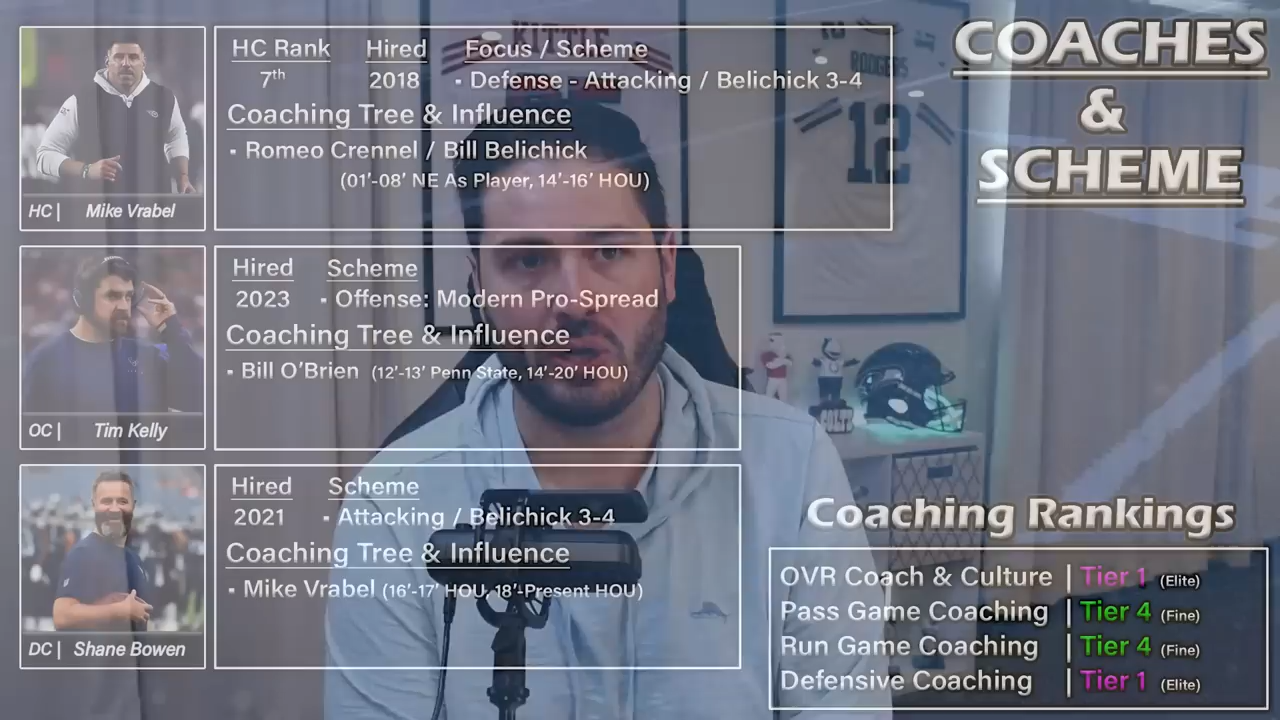 COACHES
&
SCHEME
HC Rank Hired Focus / Scheme
7th 2018 - Defense - Attacking / Belichick 3-4
Coaching Tree & Influence
- Romeo Crennel / Bill Belichick
(01'-08' NE As Player, 14'-16' HOU)
HC | Mike Vrabel
Hired Scheme
2023 - Offense: Modern Pro-Spread
Coaching Tree & Influence
- Bill O'Brien (12'-13' Penn State, 14'-20' HOU)
OC | Tim Kelly
Hired Scheme
2021 - Attacking / Belichick 3-4
Coaching Tree & Influence
- Mike Vrabel (16'-17' HOU, 18'-Present HOU)
DC | Shane Bowen
Coaching Rankings
OVR Coach & Culture | Tier 1 (Elite)
Pass Game Coaching | Tier 4 (Fine)
Run Game Coaching | Tier 4 (Fine)
Defensive Coaching | Tier 1 (Elite)
KITTLE
RODGERS
12
COLTS